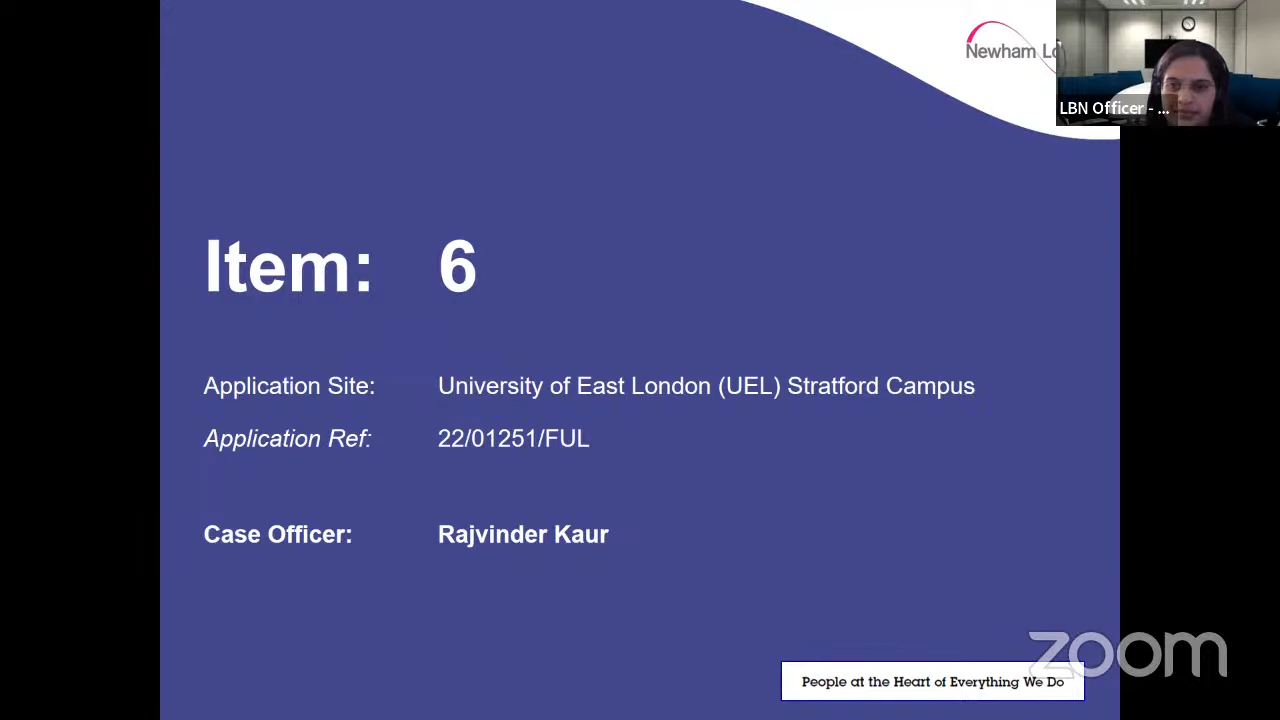 Newham Lo
LBN Officer - ...
Item: 6
Application Site: University of East London (UEL) Stratford Campus
Application Ref: 22/01251/FUL
Case Officer: Rajvinder Kaur
zoom
People at the Heart of Everything We Do